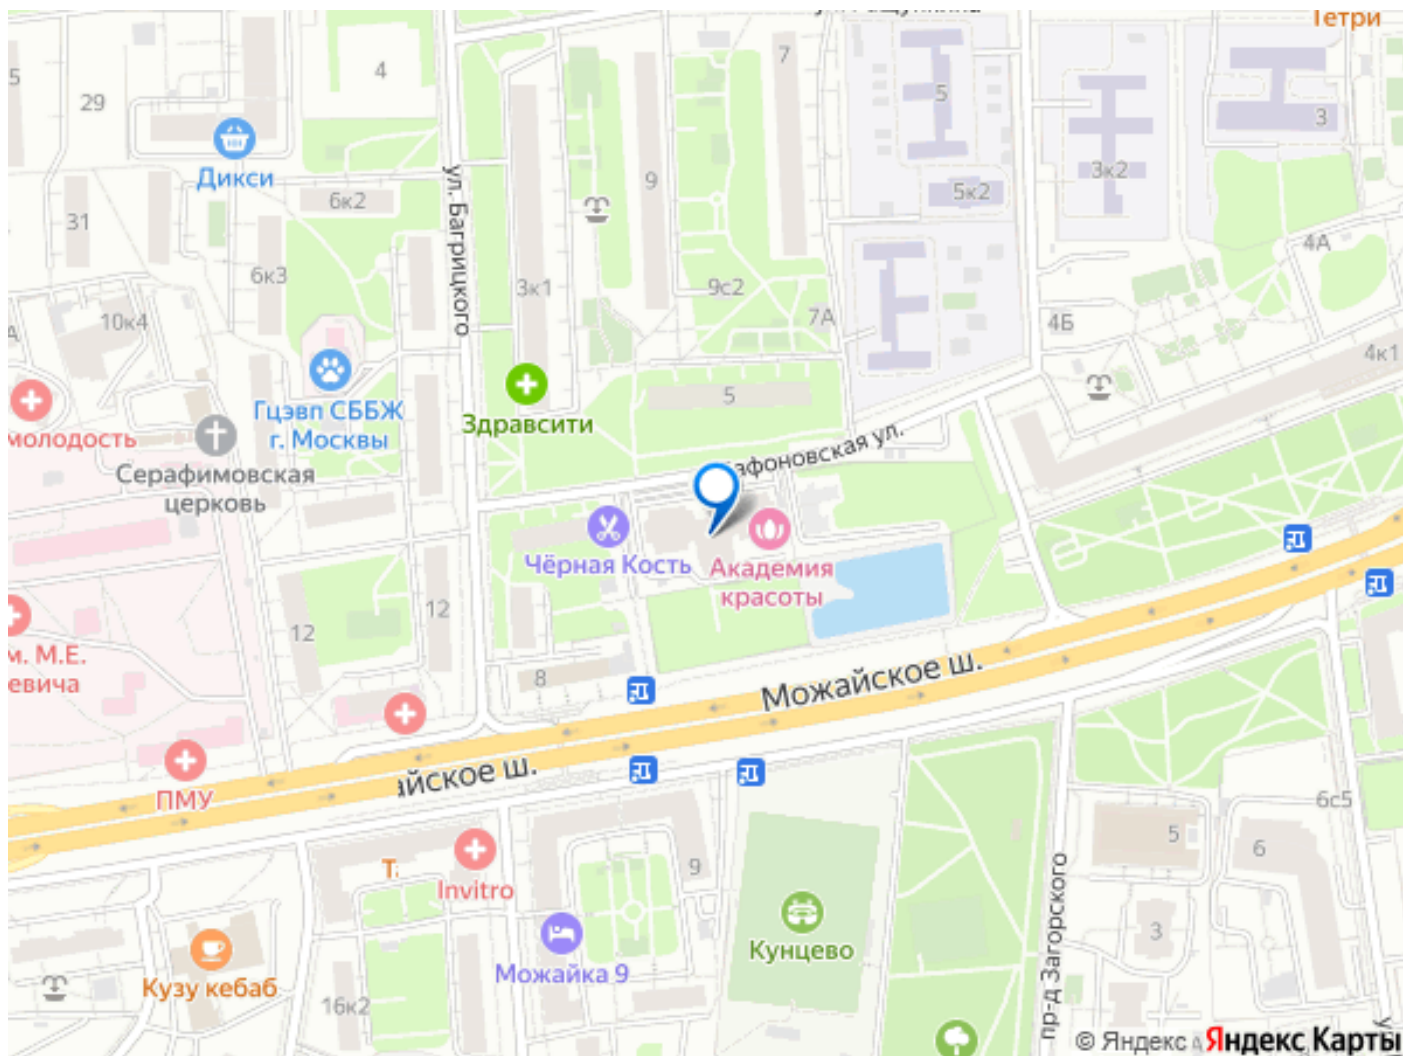 Тетри
7
5
4
29
5
3
Дикси
6к2
9
5к2
3к2
31
ул. Багрицкого
4А
6к3
3к1
9с2
7А
10к4
4Б
4к1
Гцэвп СББЖ
г. Москвы
Здравсити
5
молодость
Серафимовская
церковь
афоновская ул.
Чёрная Кость
Академия
красоты
12
12
м. М.Е.
евича
8
Можайское ш.
айское ш.
ПМУ
6с5
5
6
9
Invitro
Кунцево
3
пр-д Загорского
Можайка 9
Кузу кебаб
16к2
© Яндекс
Яндекс Карты